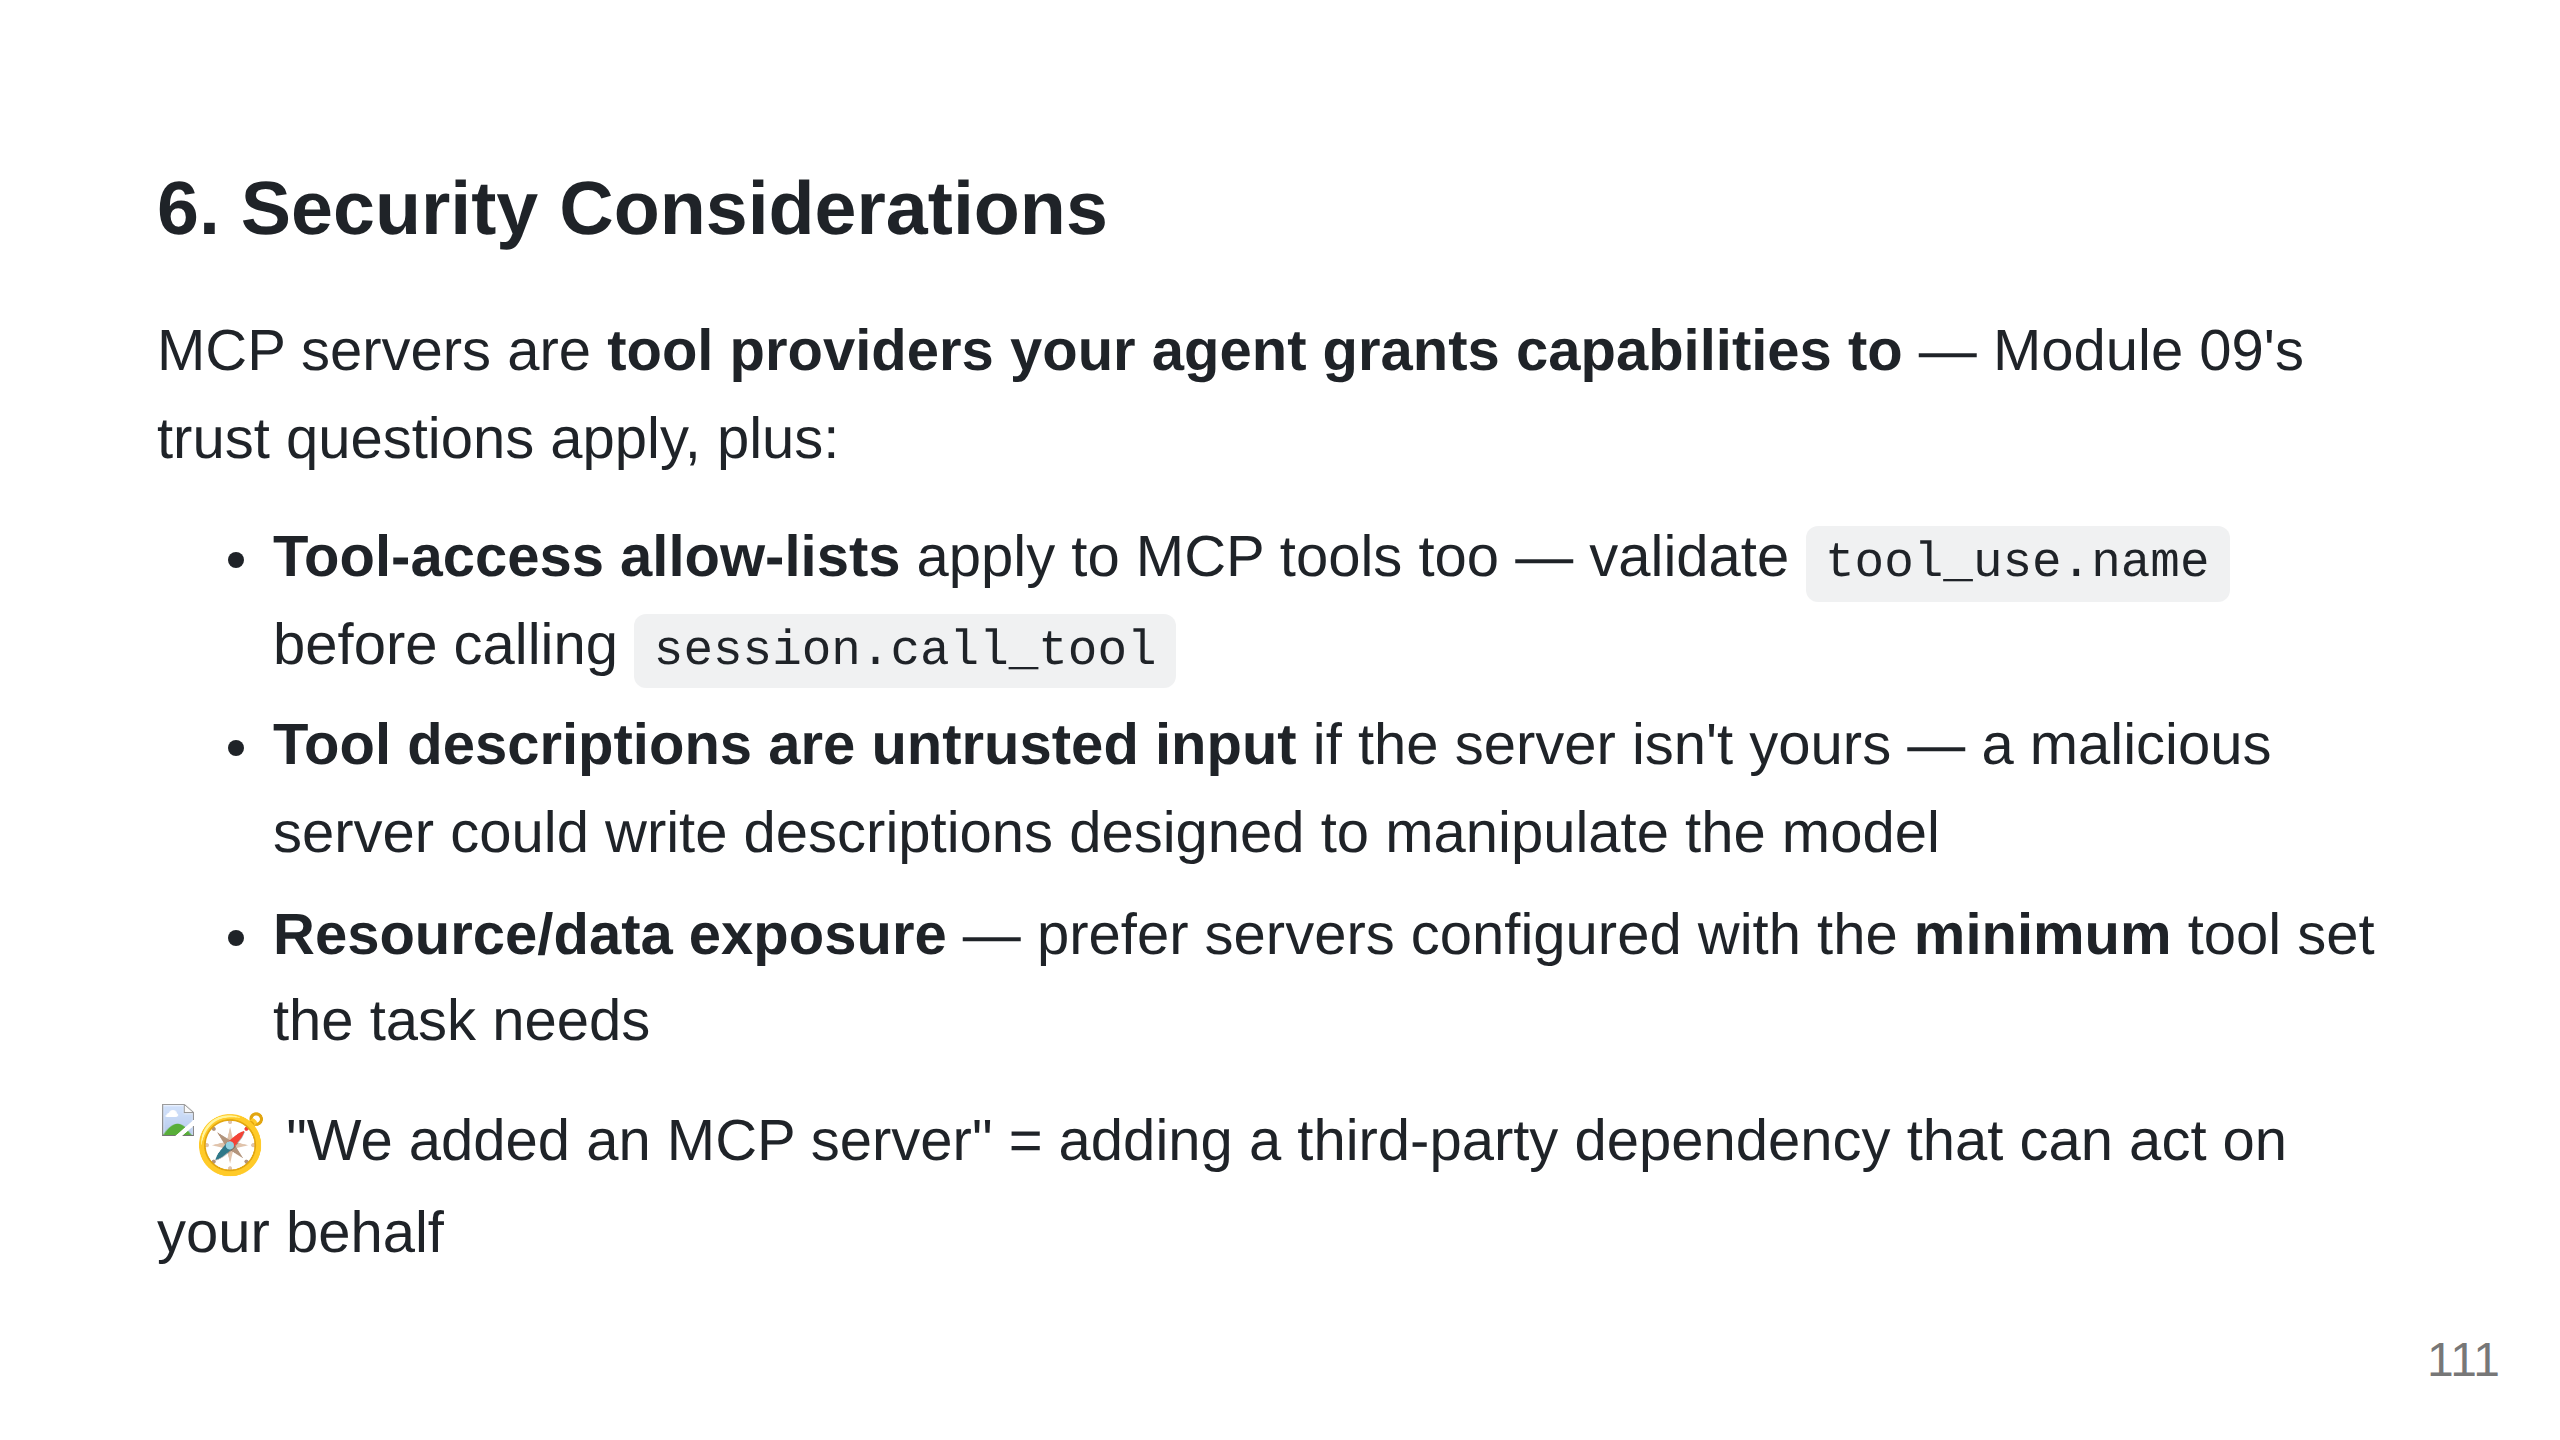 6. Security Considerations
MCP servers are tool providers your agent grants capabilities to — Module 09's
trust questions apply, plus:
• Tool-access allow-lists apply to MCP tools too — validate tool_use.name
before calling session.call_tool
• Tool descriptions are untrusted input if the server isn't yours — a malicious
server could write descriptions designed to manipulate the model
• Resource/data exposure — prefer servers configured with the minimum tool set
the task needs
🧭 "We added an MCP server" = adding a third-party dependency that can act on
your behalf
111